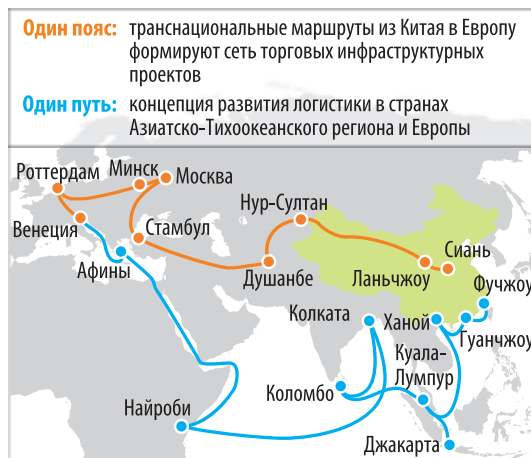 Один пояс: транснациональные маршруты из Китая в Европу
формируют сеть торговых инфраструктурных
проектов
Один путь: концепция развития логистики в странах
Азиатско-Тихоокеанского региона и Европы
Роттердам
Минск
Москва
Нур-Султан
Венеция
Стамбул
Сиань
Афины
Душанбе
Ланьчжоу
Фучжоу
Колката
Ханой
Гуанчжоу
Куала-
Лумпур
Коломбо
Найроби
Джакарта